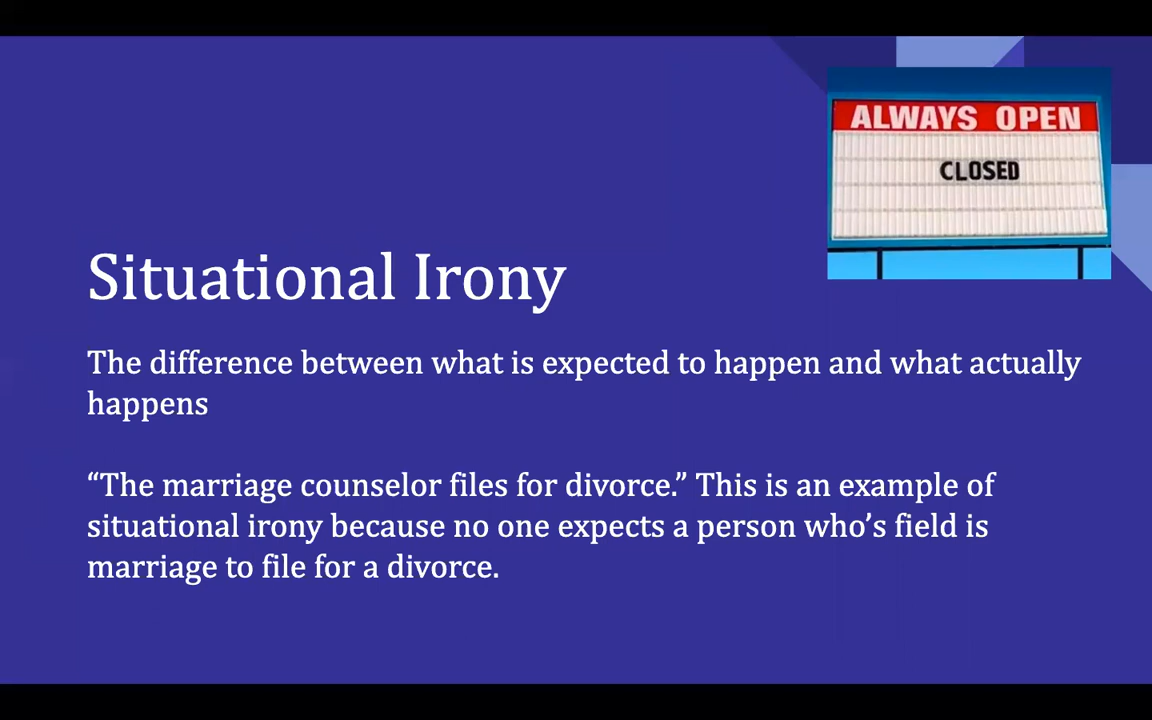 ALWAYS OPEN
CLOSED
Situational Irony
The difference between what is expected to happen and what actually
happens
“The marriage counselor files for divorce.” This is an example of
situational irony because no one expects a person who’s field is
marriage to file for a divorce.